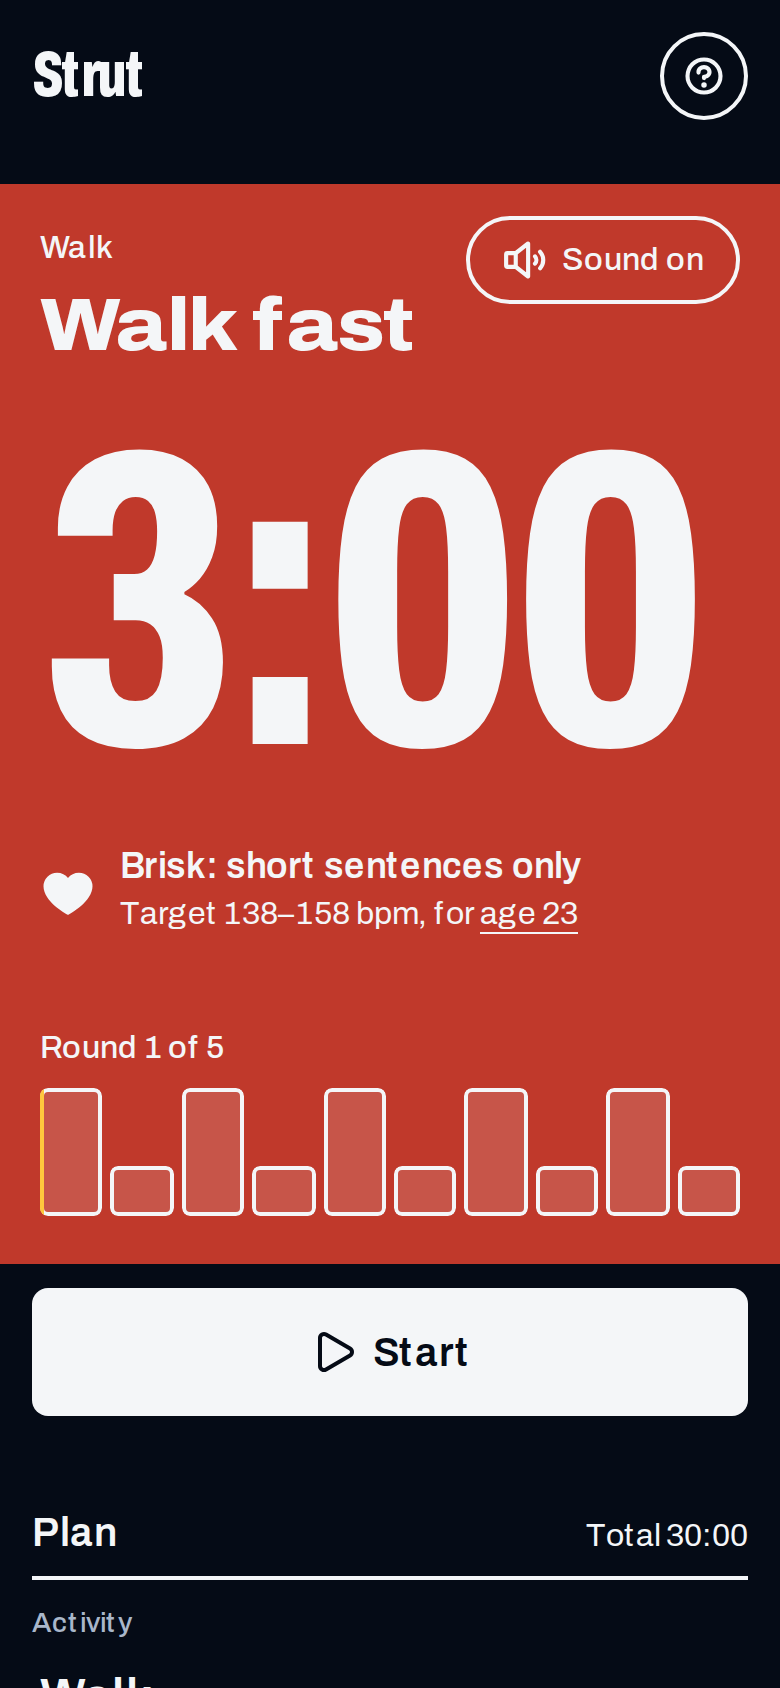 Strut
Walk
Sound on
Walk fast
3:00
Brisk: short sentences only
Target 138–158 bpm, for age 23
Round 1 of 5
Start
Plan
Total 30:00
Activity